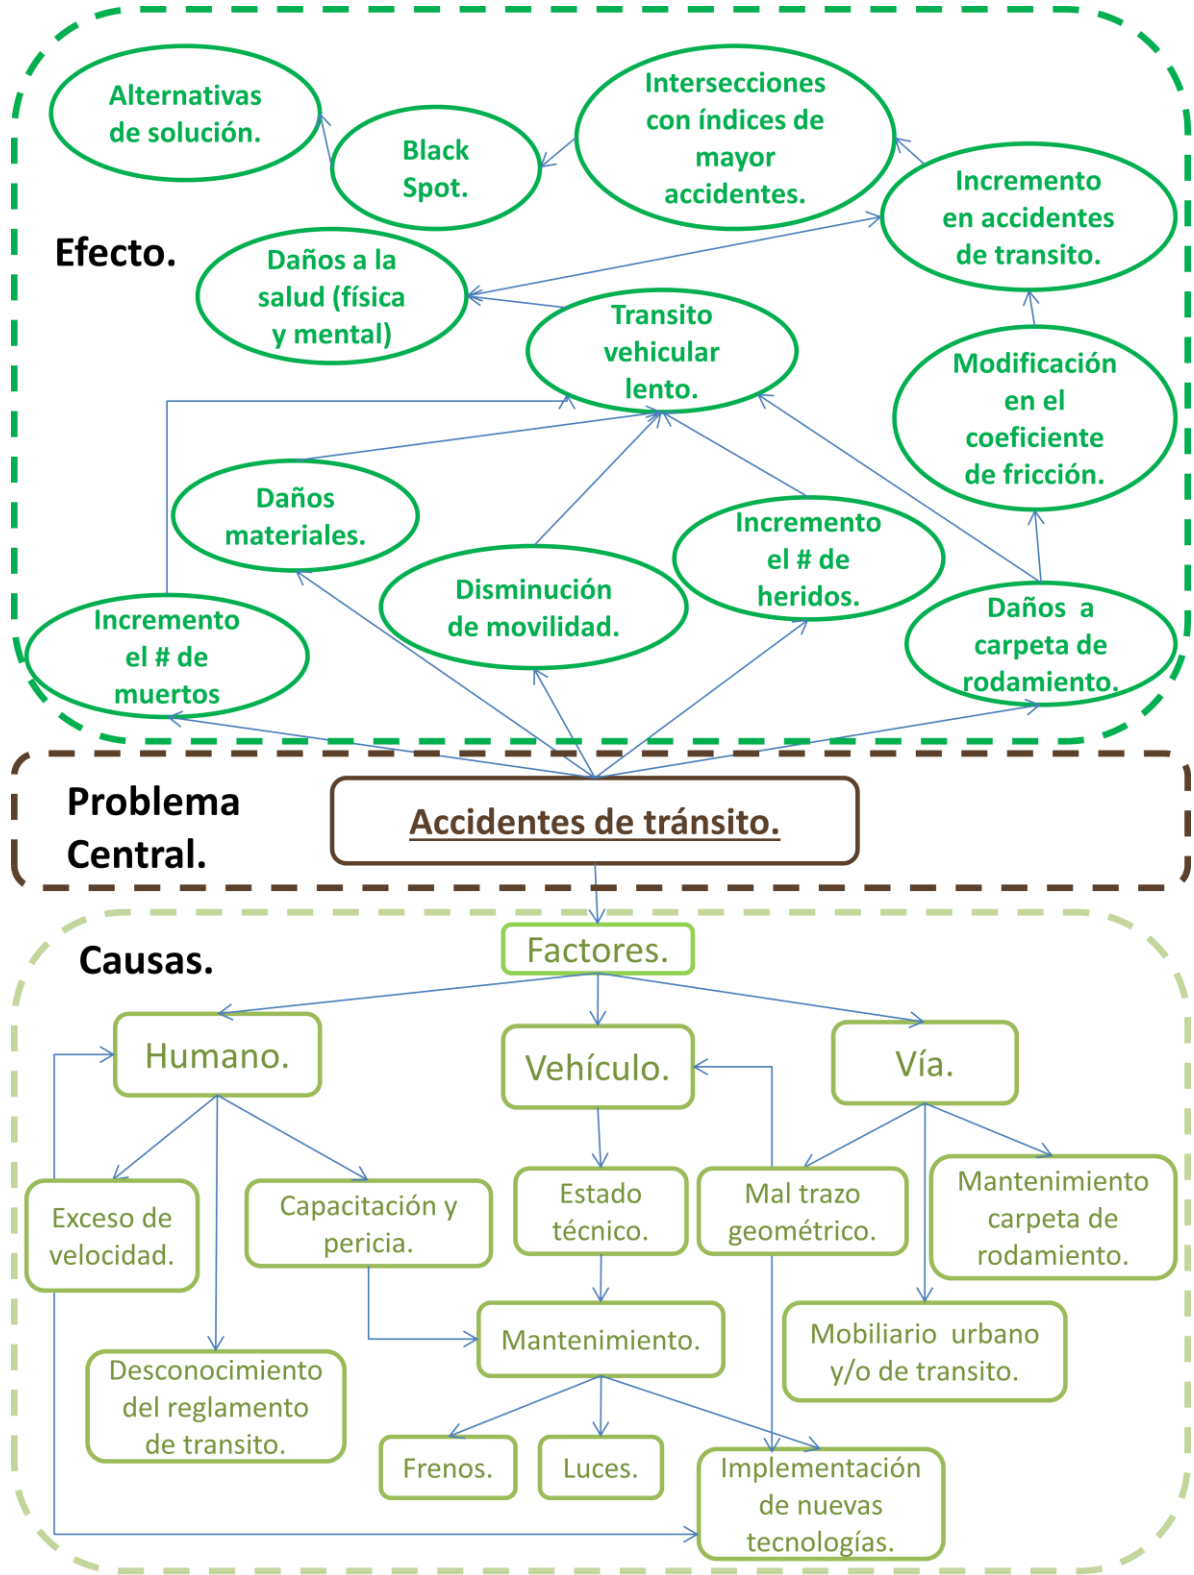 Alternativas
de solución.
Black
Spot.
Intersecciones
con índices de
mayor
accidentes.
Incremento
en accidentes
de transito.
Efecto.
Daños a la
salud (física
y mental)
Transito
vehicular
lento.
Modificación
en el
coeficiente
de fricción.
Daños
materiales.
Incremento
el # de
heridos.
Disminución
de movilidad.
Incremento
el # de
muertos
Daños a
carpeta de
rodamiento.
Problema
Central.
Accidentes de tránsito.
Causas.
Factores.
Humano.
Vehículo.
Vía.
Exceso de
velocidad.
Capacitación y
pericia.
Estado
técnico.
Mal trazo
geométrico.
Mantenimiento
carpeta de
rodamiento.
Mantenimiento.
Mobiliario urbano
y/o de transito.
Desconocimiento
del reglamento
de transito.
Frenos.
Luces.
Implementación
de nuevas
tecnologías.